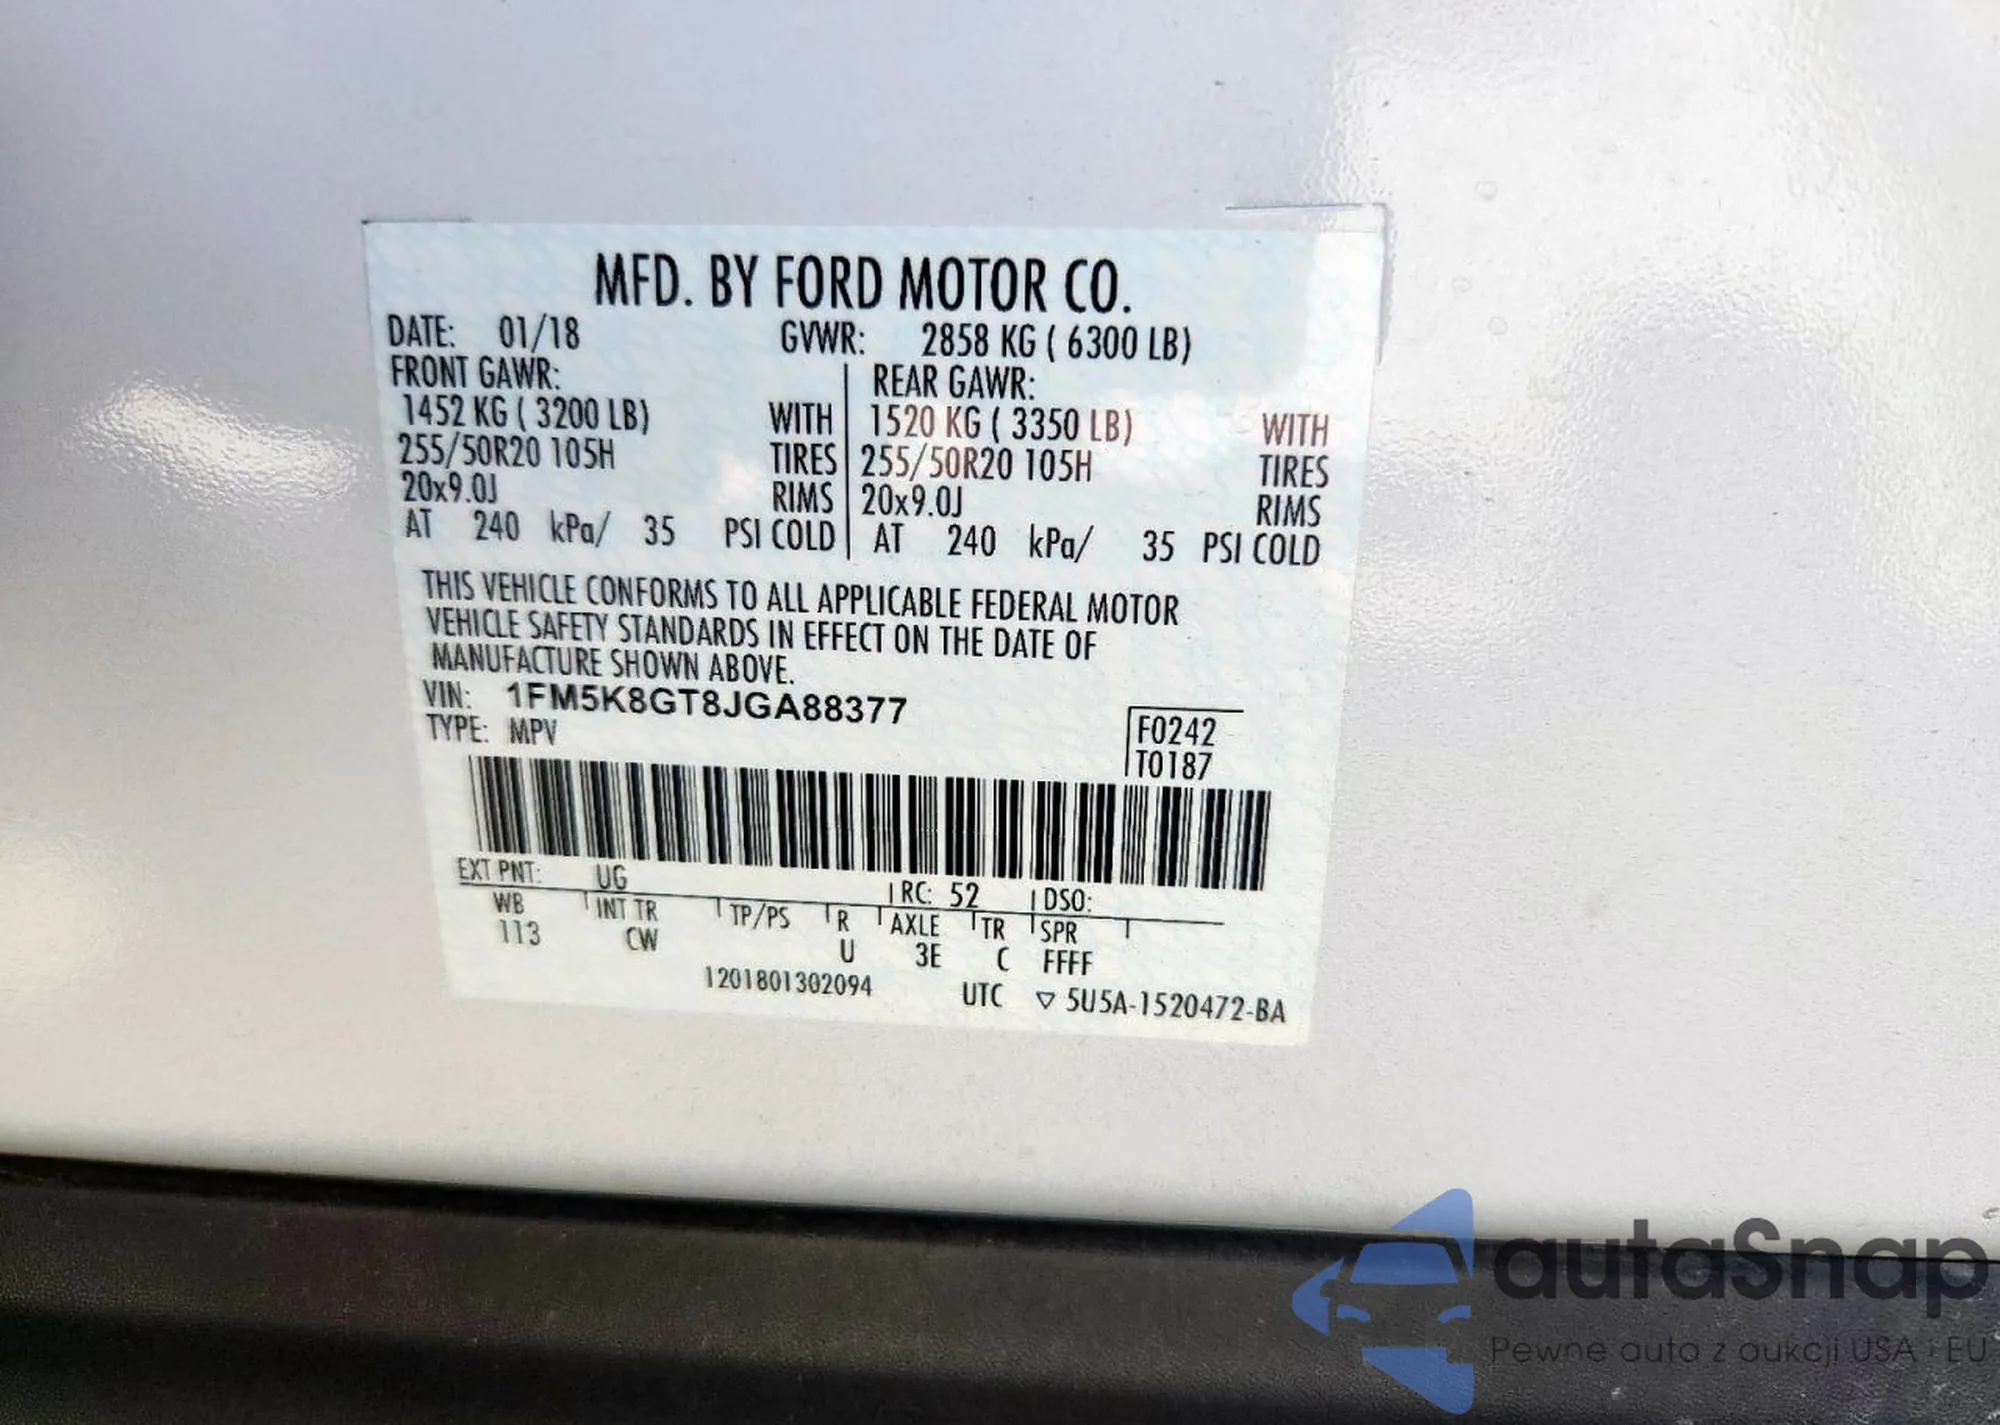 MFD. BY FORD MOTOR CO.
DATE: 01/18 GVWR: 2858 KG ( 6300 LB)
FRONT GAWR: REAR GAWR:
1452 KG ( 3200 LB) WITH 1520 KG ( 3350 LB) WITH
255/50R20 105H TIRES 255/50R20 105H TIRES
20x9.0J RIMS 20x9.0J RIMS
AT 240 kPa/ 35 PSI COLD AT 240 kPa/ 35 PSI COLD
THIS VEHICLE CONFORMS TO ALL APPLICABLE FEDERAL MOTOR
VEHICLE SAFETY STANDARDS IN EFFECT ON THE DATE OF
MANUFACTURE SHOWN ABOVE.
VIN: 1FM5K8GT8JGA88377
TYPE: MPV
F0242
T0187
EXT PNT: UG RC: 52 DSO:
WB INT TR TP/PS R AXLE TR SPR
113 CW U 3E C FFFF
1201801302094 UTC ▽ 5U5A-1520472-BA
autaSnap
Pewne auta z aukcji USA i EU